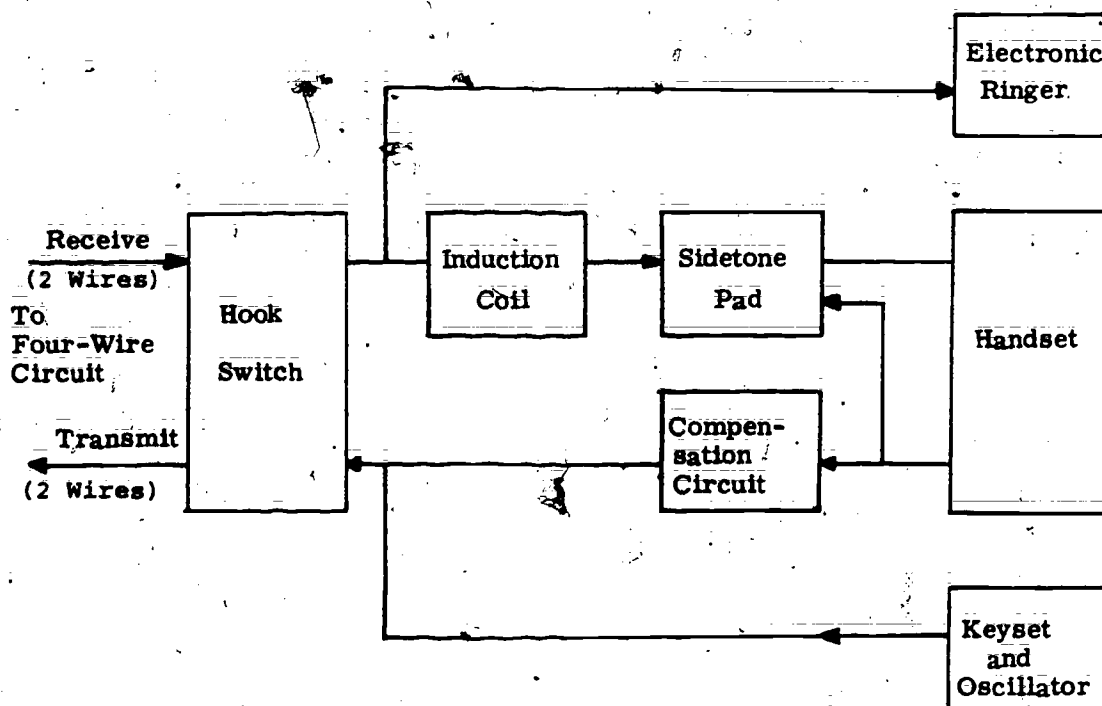 Electronic
Ringer
Receive
(2 Wires)
To
Four-Wire
Circuit
Hook
Switch
Induction
Coil
Sidetone
Pad
Handset
Transmit
(2 Wires)
Compen-
sation
Circuit
Keyset
and
Oscillator